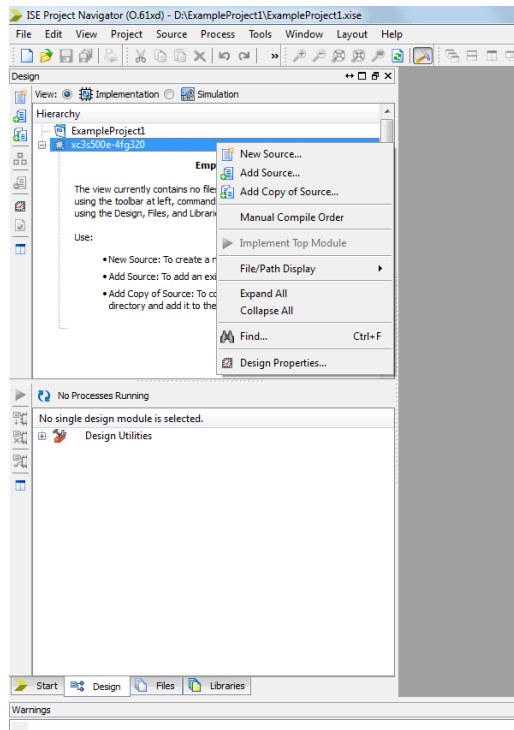 ISE Project Navigator (O.61xd) - D:\ExampleProject1\ExampleProject1.xise
File Edit View Project Source Process Tools Window Layout Help
Design
View: Implementation Simulation
Hierarchy
ExampleProject1
xc3s500e-4fg320
Emp
The view currently contains no file
using the toolbar at left, command
using the Design, Files, and Librari
Use:
New Source: To create a n
Add Source: To add an exi
Add Copy of Source: To co
directory and add it to the
New Source...
Add Source...
Add Copy of Source...
Manual Compile Order
Implement Top Module
File/Path Display
Expand All
Collapse All
Find... Ctrl+F
Design Properties...
No Processes Running
No single design module is selected.
Design Utilities
Start Design Files Libraries
Warnings